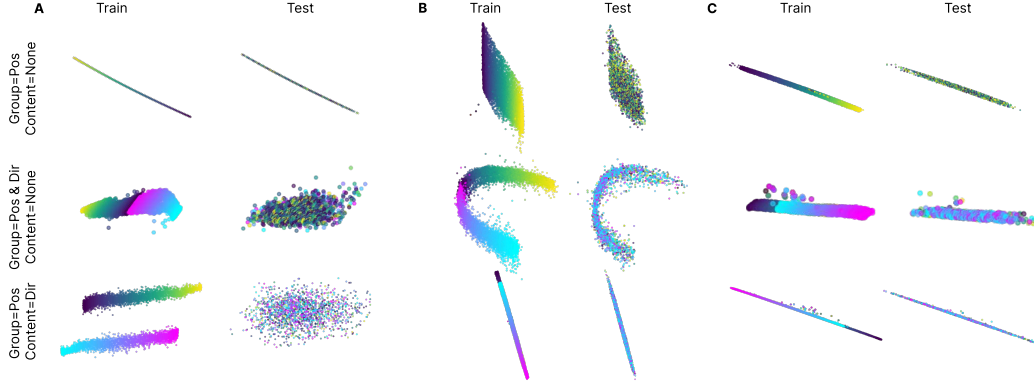 A Train Test B Train Test C Train Test
Group=Pos
Content=None
Group=Pos & Dir
Content=None
Group=Pos
Content=Dir